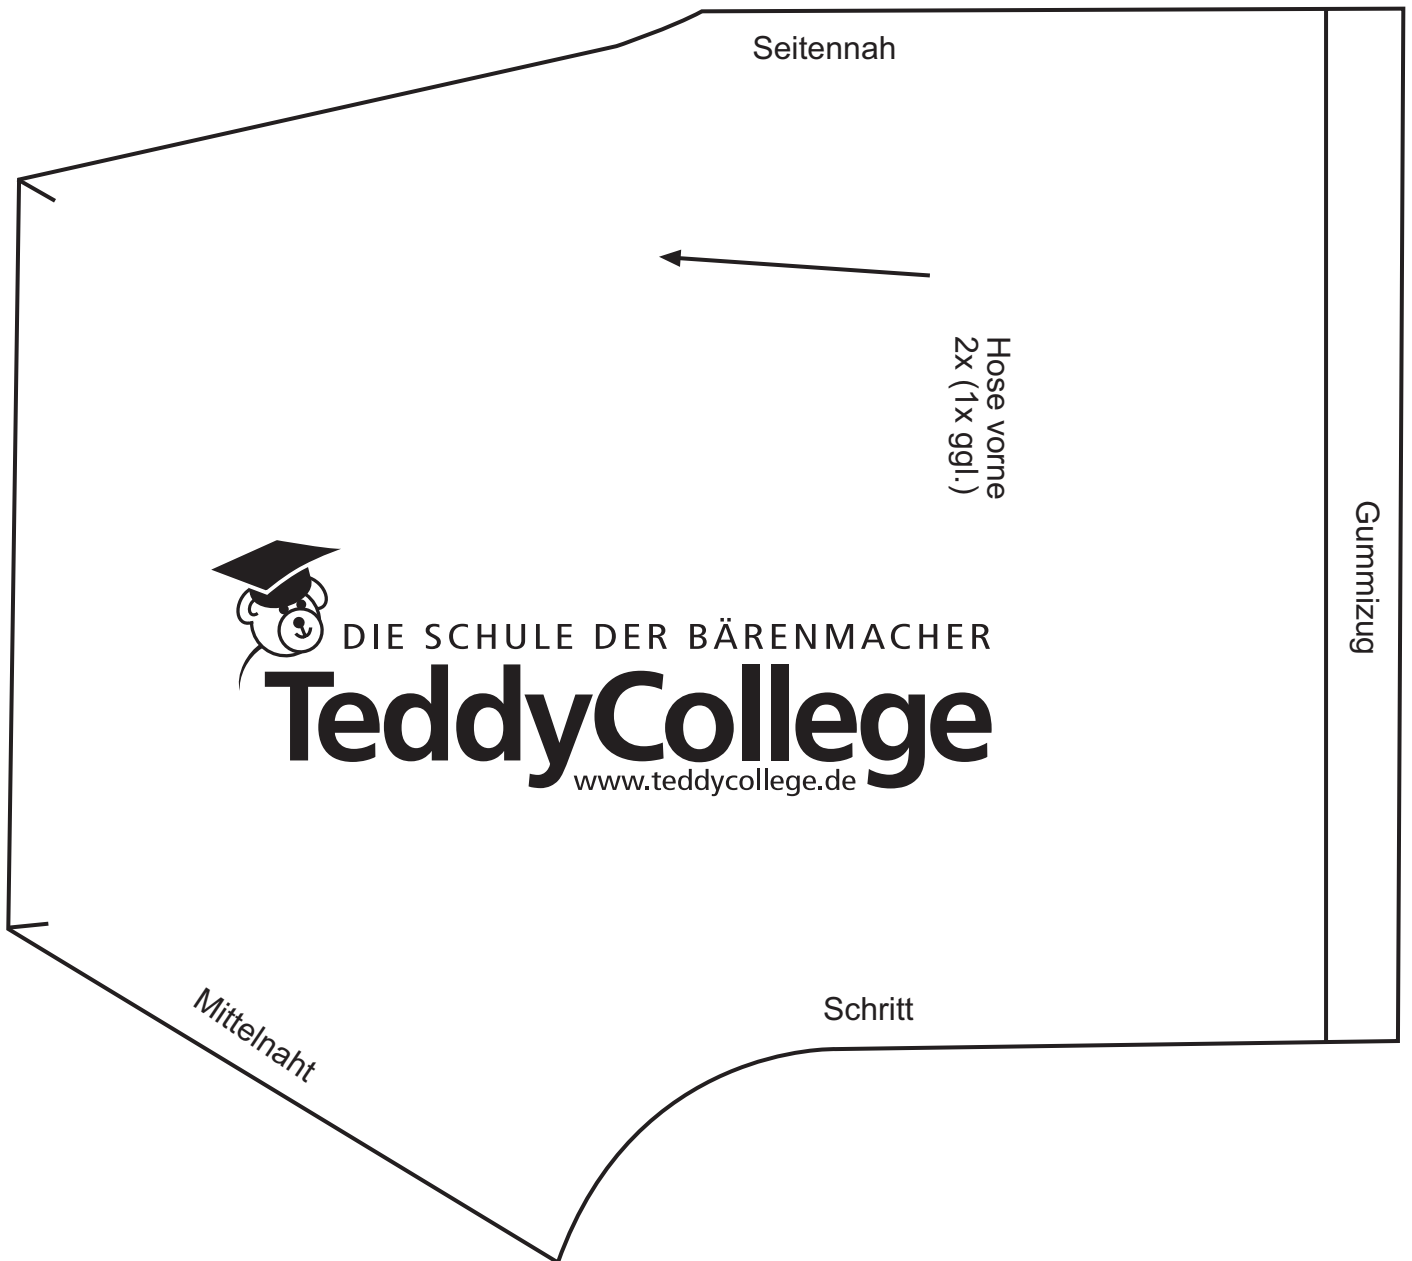 Seitennah
Hose vorne
2x (1x ggl.)
Gummizug
DIE SCHULE DER BÄRENMACHER
TeddyCollege
www.teddycollege.de
Mittelnaht
Schritt